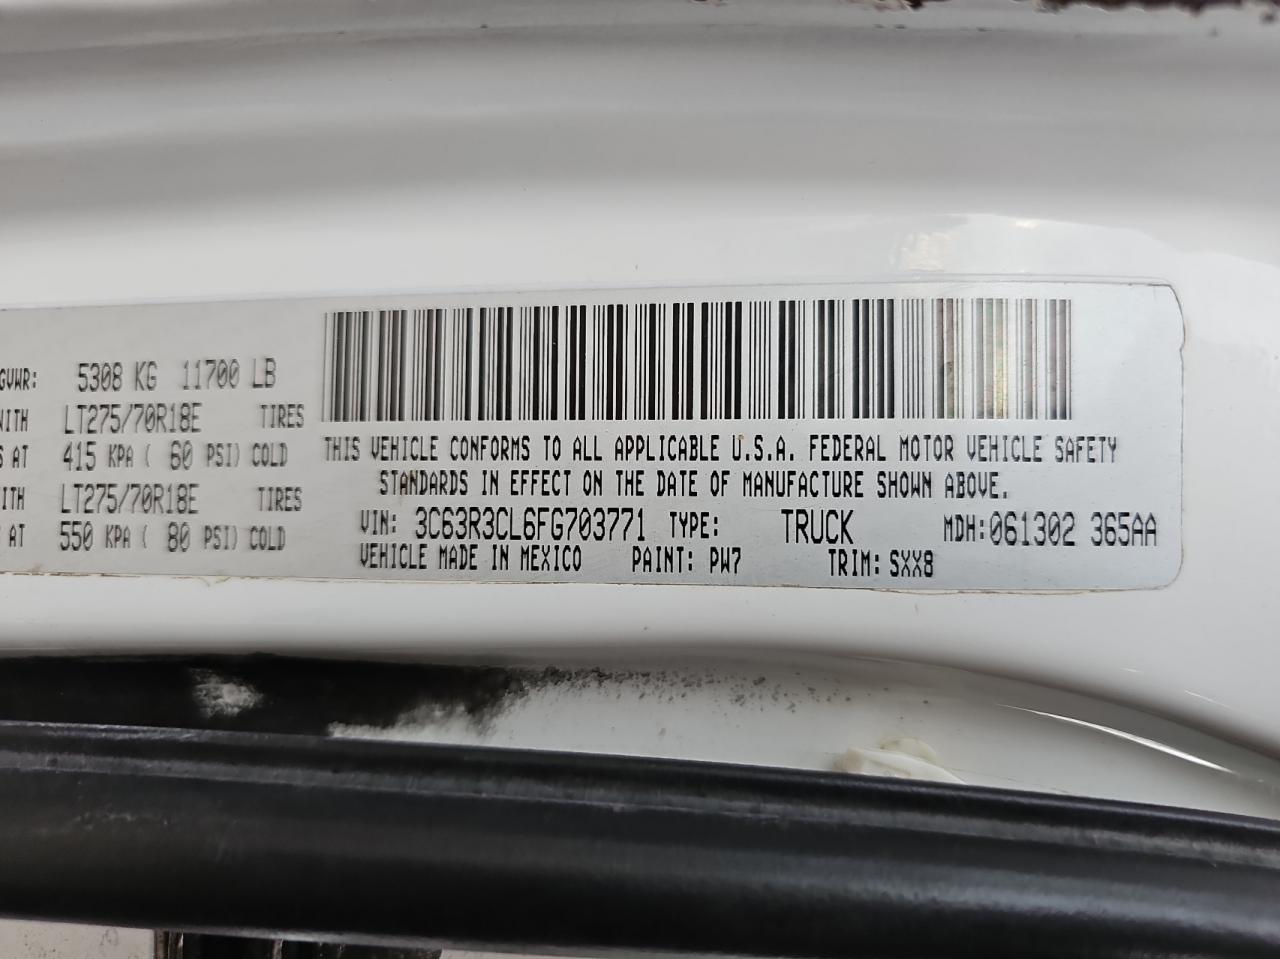 GVWR: 5308 KG 11700 LB
WITH LT275/70R18E TIRES
S AT 415 KPA ( 60 PSI) COLD
WITH LT275/70R18E TIRES
S AT 550 KPA ( 80 PSI) COLD
THIS VEHICLE CONFORMS TO ALL APPLICABLE U.S.A. FEDERAL MOTOR VEHICLE SAFETY
STANDARDS IN EFFECT ON THE DATE OF MANUFACTURE SHOWN ABOVE.
VIN: 3C63R3CL6FG703771 TYPE: TRUCK MDH:061302 365AA
VEHICLE MADE IN MEXICO PAINT: PW7 TRIM: SXX8